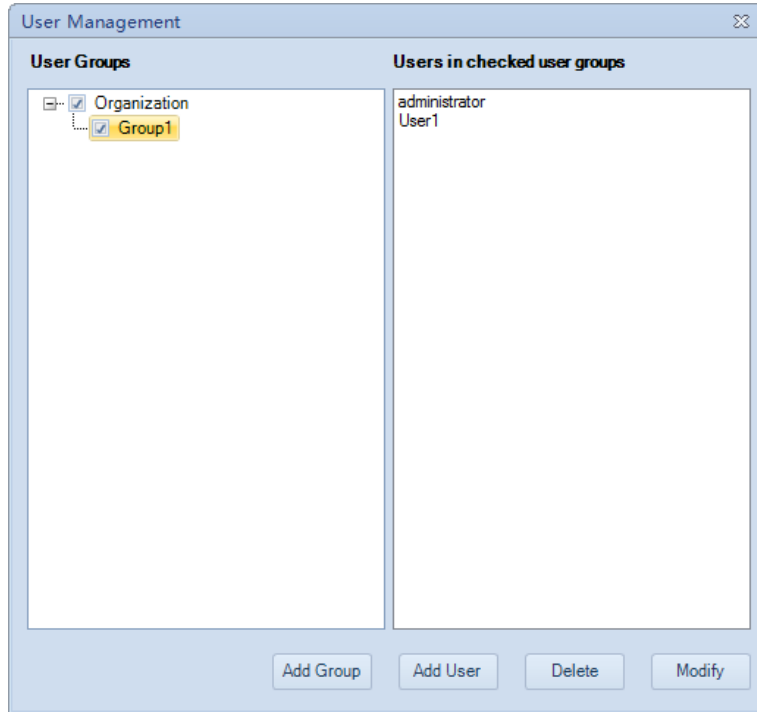 User Management
User Groups
Users in checked user groups
Organization
Group1
administrator
User1
Add Group
Add User
Delete
Modify